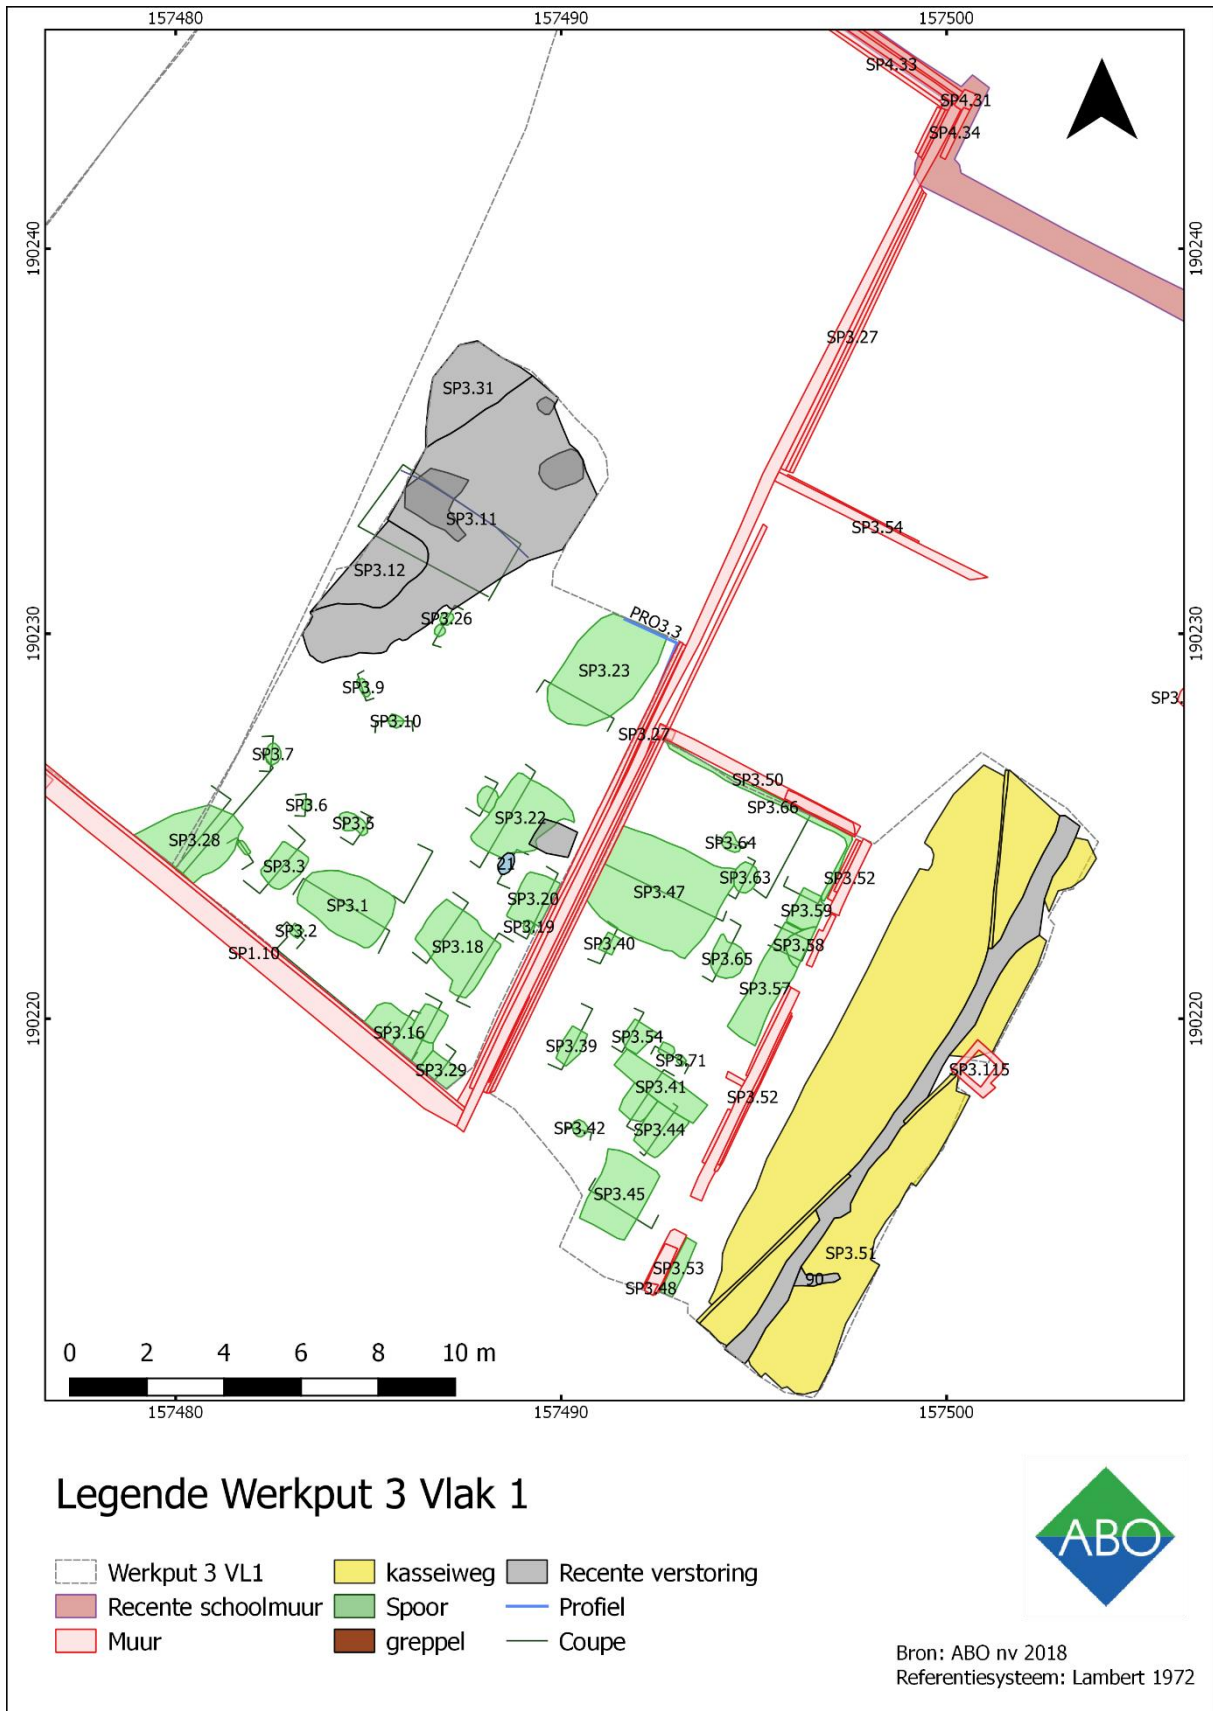 157480 157490 157500
SP4.33
SP4.31
SP4.34
190240 190240
SP3.27
SP3.31
SP3.11
SP3.54
SP3.12
SP3.26
PRO3.3
190230 190230
SP3.23
SP3.9
SP3.
SP3.10
SP3.27
SP3.7
SP3.50
SP3.6
SP3.66
SP3.5
SP3.22
SP3.28
SP3.64
SP3.3
21
SP3.63
SP3.52
SP3.47
SP3.1
SP3.20
SP3.59
SP3.2
SP3.19
SP3.40
SP3.58
SP1.10
SP3.18
SP3.65
SP3.57
190220 190220
SP3.16
SP3.54
SP3.39
SP3.71
SP3.29
SP3.115
SP3.41
SP3.52
SP3.42
SP3.44
SP3.45
SP3.51
SP3.53
90
SP3.48
0 2 4 6 8 10 m
157480 157490 157500
Legende Werkput 3 Vlak 1
Werkput 3 VL1
Recente schoolmuur
Muur
kasseiweg
Spoor
greppel
Recente verstoring
Profiel
Coupe
ABO
Bron: ABO nv 2018
Referentiesysteem: Lambert 1972